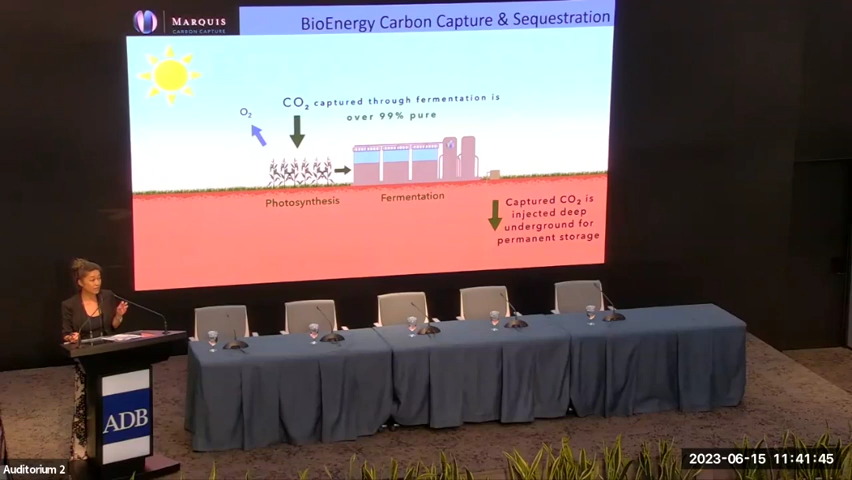 MARQUIS
CARBON CAPTURE
BioEnergy Carbon Capture & Sequestration
CO₂ captured through fermentation is
over 99% pure
O₂
Photosynthesis
Fermentation
Captured CO₂ is
injected deep
underground for
permanent storage
ADB
Auditorium 2
2023-06-15 11:41:45